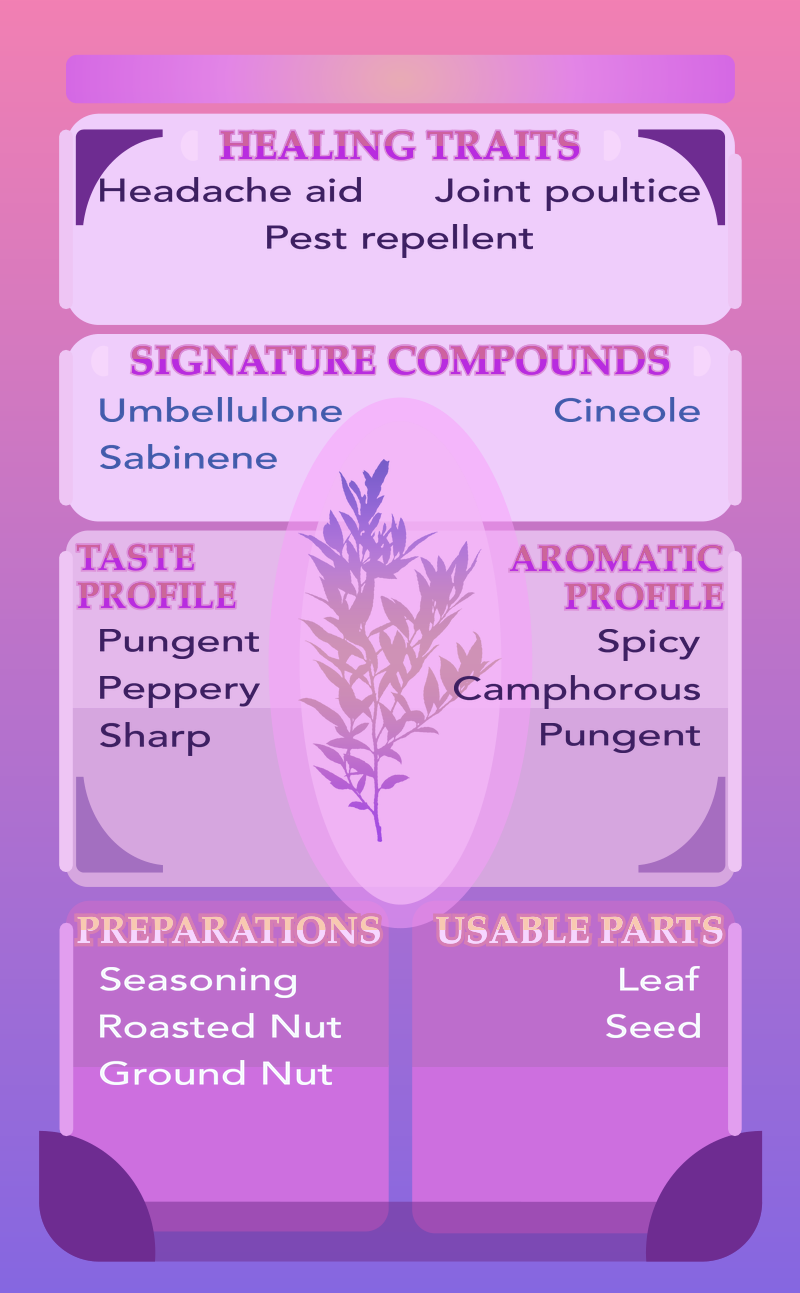 HEALING TRAITS
Headache aid Joint poultice
Pest repellent
SIGNATURE COMPOUNDS
Umbellulone Cineole
Sabinene
TASTE
PROFILE
Pungent
Peppery
Sharp
AROMATIC
PROFILE
Spicy
Camphorous
Pungent
PREPARATIONS
Seasoning
Roasted Nut
Ground Nut
USABLE PARTS
Leaf
Seed